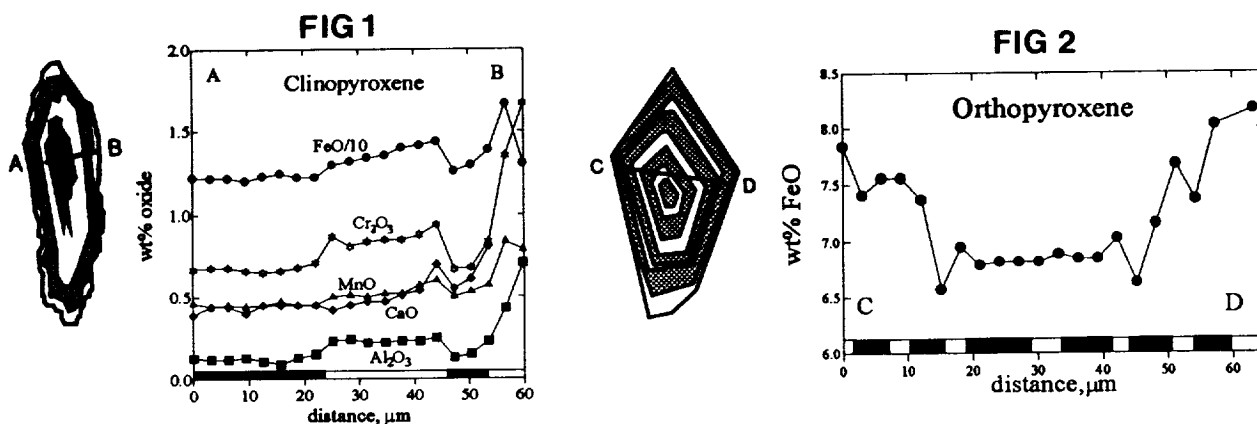 FIG 1
A
B
2.0
1.5
1.0
0.5
0.0
wt% oxide
A
B
Clinopyroxene
FeO/10
Cr₂O₃
MnO
CaO
Al₂O₃
0 10 20 30 40 50 60
distance, μm
FIG 2
C
D
8.5
8.0
7.5
7.0
6.5
6.0
wt% FeO
Orthopyroxene
C
D
0 10 20 30 40 50 60
distance, μm